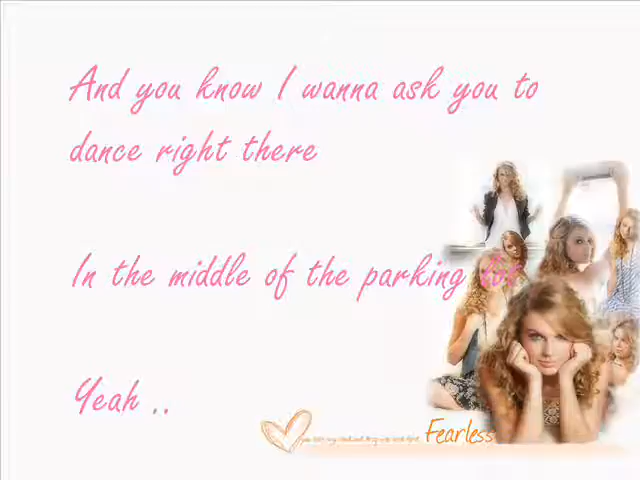 And you know I wanna ask you to
dance right there
In the middle of the parking lot
Yeah ..
Fearless